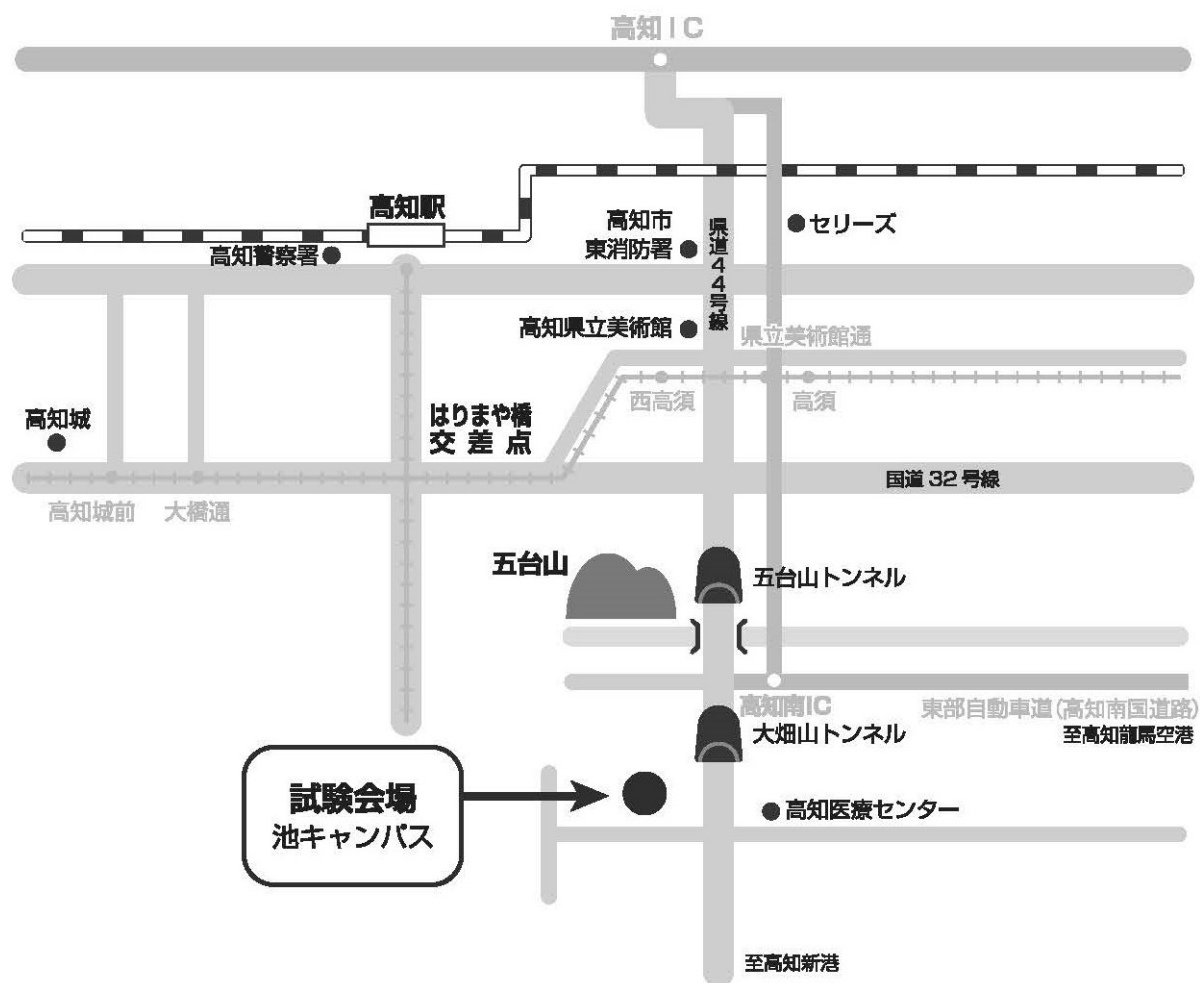 高知IC
高知駅
高知市
東消防署
県道44号線
セリーズ
高知警察署
高知県立美術館
県立美術館通
西高須
高須
高知城
はりまや橋
交差点
国道32号線
高知城前
大橋通
五台山
五台山トンネル
高知南IC
東部自動車道(高知南国道路)
至高知龍馬空港
大畑山トンネル
試験会場
池キャンパス
高知医療センター
至高知新港